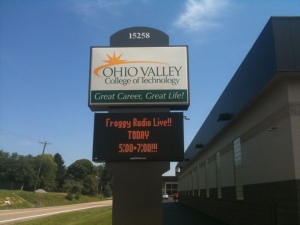 15258
OHIO VALLEY
College of Technology
Great Career, Great Life!
Froggy Radio Live!!
TODAY
5:00-7:00!!!